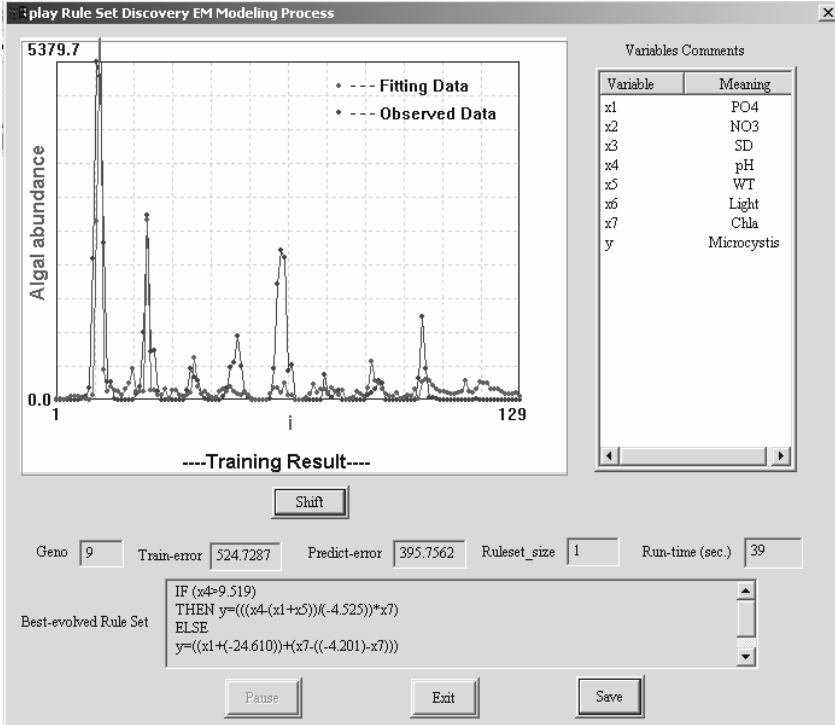 play Rule Set Discovery EM Modeling Process
5379.7
Fitting Data
Observed Data
Algal abundance
0.0
1
129
i
----Training Result----
Variables Comments
Variable Meaning
x1 PO4
x2 NO3
x3 SD
x4 pH
x5 WT
x6 Light
x7 Chla
y Microcystis
Shift
Geno 9 Train-error 524.7287 Predict-error 395.7562 Ruleset_size 1 Run-time (sec.) 39
Best-evolved Rule Set
IF (x4>9.519)
THEN y=(((x4-(x1+x5))/(-4.525))*x7)
ELSE
y=((x1+(-24.610))+(x7-((-4.201)-x7)))
Pause Exit Save